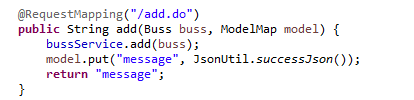 @RequestMapping("/add.do")
public String add(Buss buss, ModelMap model) {
    bussService.add(buss);
    model.put("message", JsonUtil.successJson());
    return "message";
}